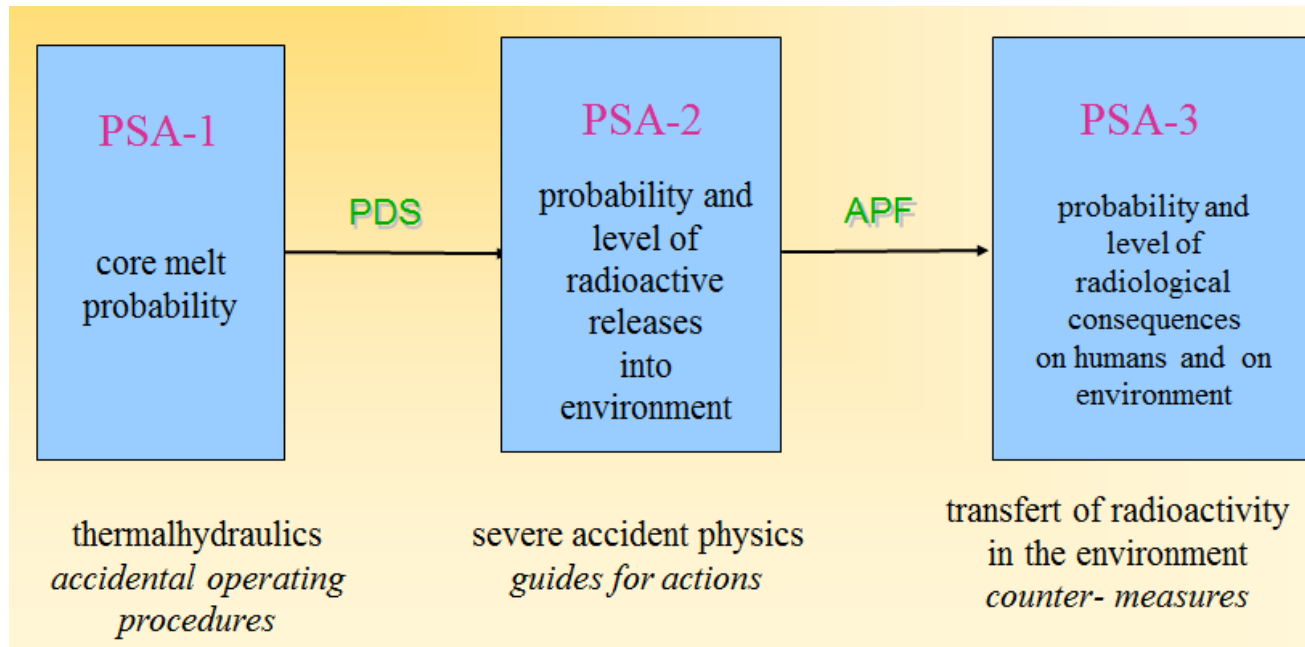 PSA-1
core melt
probability
PDS
PSA-2
probability and
level of
radioactive
releases
into
environment
APF
PSA-3
probability and
level of
radiological
consequences
on humans and on
environment
thermalhydraulics
accidental operating
procedures
severe accident physics
guides for actions
transfert of radioactivity
in the environment
counter- measures